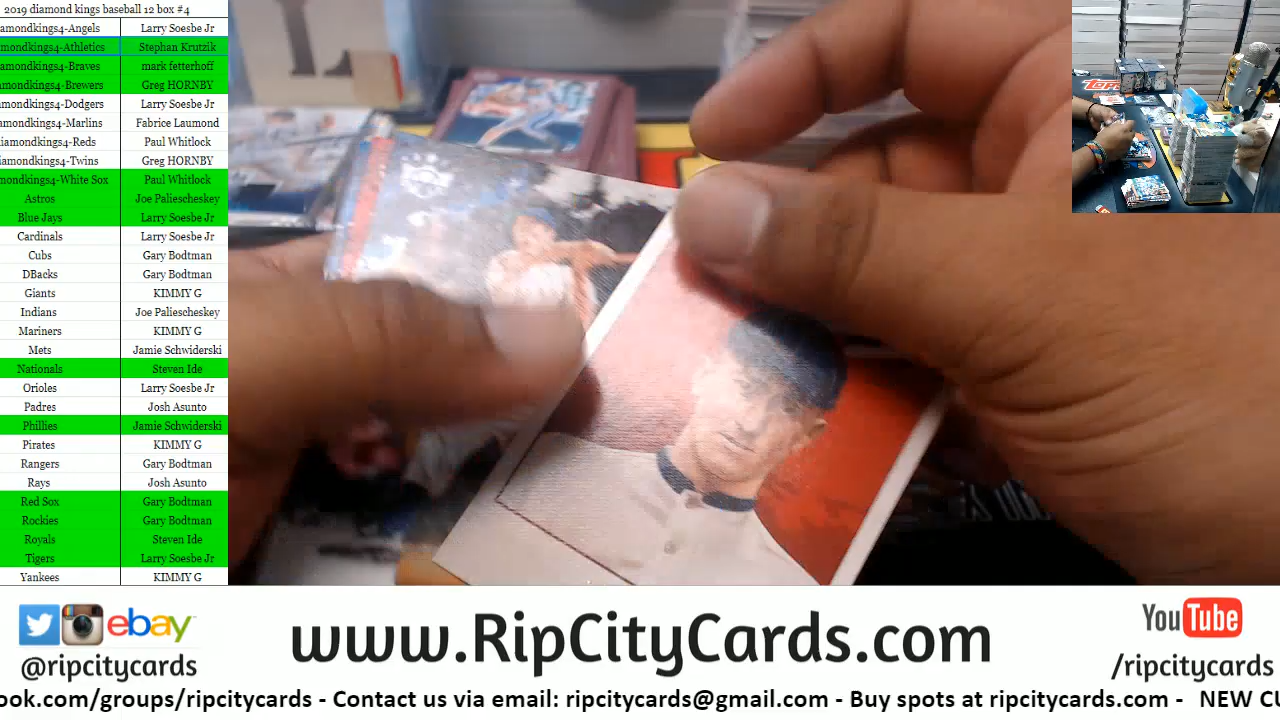 2019 diamond kings baseball 12 box #4
amondkings4-Angels Larry Soesbe Jr
mondkings4-Athletics Stephan Krutzik
amondkings4-Braves mark fetterhoff
amondkings4-Brewers Greg HORNBY
amondkings4-Dodgers Larry Soesbe Jr
amondkings4-Marlins Fabrice Laumond
iamondkings4-Reds Paul Whitlock
iamondkings4-Twins Greg HORNBY
mondkings4-White Sox Paul Whitlock
Astros Joe Paliescheskey
Blue Jays Larry Soesbe Jr
Cardinals Larry Soesbe Jr
Cubs Gary Bodtman
DBacks Gary Bodtman
Giants KIMMY G
Indians Joe Paliescheskey
Mariners KIMMY G
Mets Jamie Schwiderski
Nationals Steven Ide
Orioles Larry Soesbe Jr
Padres Josh Asunto
Phillies Jamie Schwiderski
Pirates KIMMY G
Rangers Gary Bodtman
Rays Josh Asunto
Red Sox Gary Bodtman
Rockies Gary Bodtman
Royals Steven Ide
Tigers Larry Soesbe Jr
Yankees KIMMY G
ebay
@ripcitycards
www.RipCityCards.com
YouTube
/ripcitycards
ook.com/groups/ripcitycards - Contact us via email: ripcitycards@gmail.com - Buy spots at ripcitycards.com - NEW CU